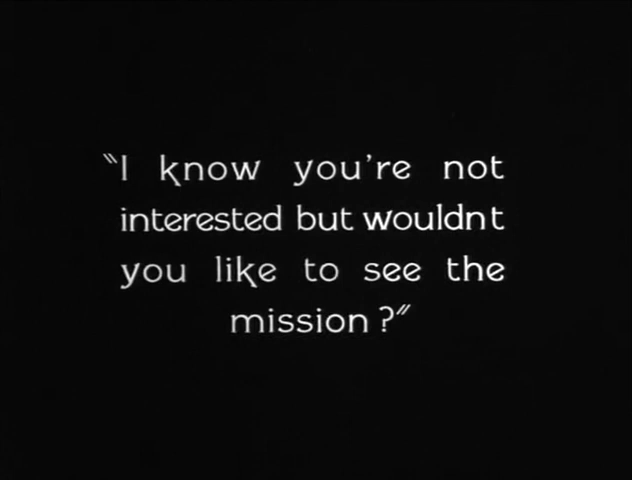 "I know you're not
interested but wouldnt
you like to see the
mission?"